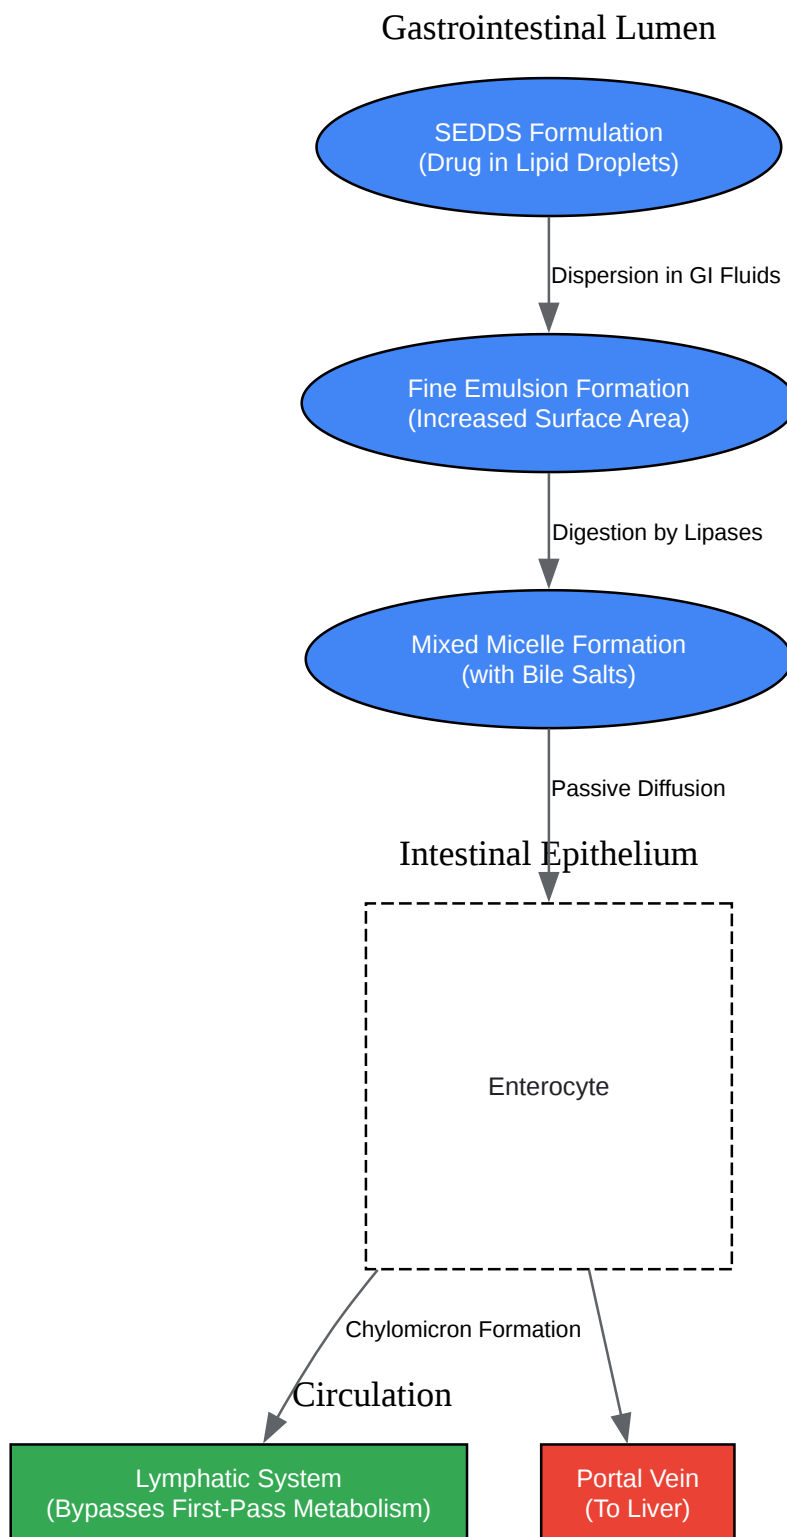 Gastrointestinal Lumen
SEDDS Formulation
(Drug in Lipid Droplets)
Dispersion in GI Fluids
Fine Emulsion Formation
(Increased Surface Area)
Digestion by Lipases
Mixed Micelle Formation
(with Bile Salts)
Passive Diffusion
Intestinal Epithelium
Enterocyte
Chylomicron Formation
Circulation
Lymphatic System
(Bypasses First-Pass Metabolism)
Portal Vein
(To Liver)